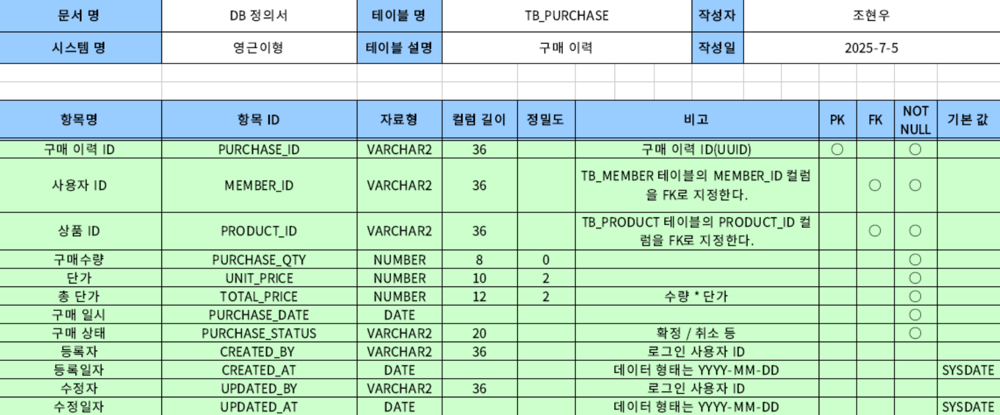 문서 명 DB 정의서 테이블 명 TB_PURCHASE 작성자 조현우
시스템 명 영근이형 테이블 설명 구매 이력 작성일 2025-7-5
항목명 항목 ID 자료형 컬럼 길이 정밀도 비고 PK FK NOT NULL 기본 값
구매 이력 ID PURCHASE_ID VARCHAR2 36 구매 이력 ID(UUID) ○ ○
사용자 ID MEMBER_ID VARCHAR2 36 TB_MEMBER 테이블의 MEMBER_ID 컬럼
을 FK로 지정한다. ○ ○
상품 ID PRODUCT_ID VARCHAR2 36 TB_PRODUCT 테이블의 PRODUCT_ID 컬
럼을 FK로 지정한다. ○ ○
구매수량 PURCHASE_QTY NUMBER 8 0 ○
단가 UNIT_PRICE NUMBER 10 2 ○
총 단가 TOTAL_PRICE NUMBER 12 2 수량 * 단가 ○
구매 일시 PURCHASE_DATE DATE ○
구매 상태 PURCHASE_STATUS VARCHAR2 20 확정 / 취소 등 ○
등록자 CREATED_BY VARCHAR2 36 로그인 사용자 ID
등록일자 CREATED_AT DATE 데이터 형태는 YYYY-MM-DD SYSDATE
수정자 UPDATED_BY VARCHAR2 36 로그인 사용자 ID
수정일자 UPDATED_AT DATE 데이터 형태는 YYYY-MM-DD SYSDATE